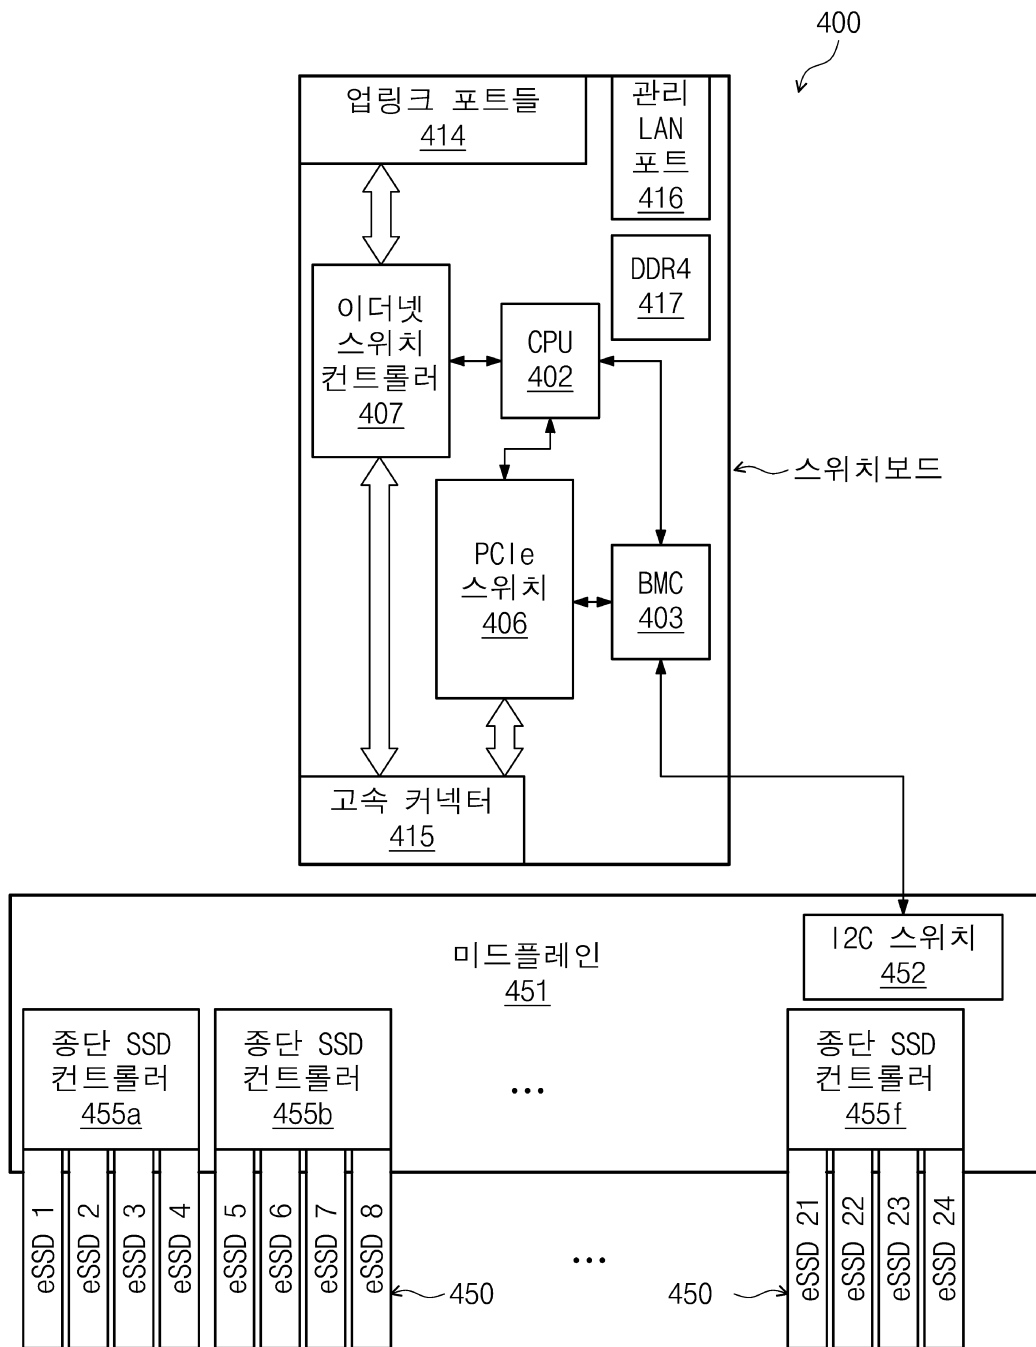 400
업링크 포트들
414
관리
LAN
포트
416
DDR4
417
이더넷
스위치
컨트롤러
407
CPU
402
스위치보드
PCIe
스위치
406
BMC
403
고속 커넥터
415
미드플레인
451
I2C 스위치
452
종단 SSD
컨트롤러
455a
종단 SSD
컨트롤러
455b
...
종단 SSD
컨트롤러
455f
eSSD 1
eSSD 2
eSSD 3
eSSD 4
eSSD 5
eSSD 6
eSSD 7
eSSD 8
450
...
450
eSSD 21
eSSD 22
eSSD 23
eSSD 24